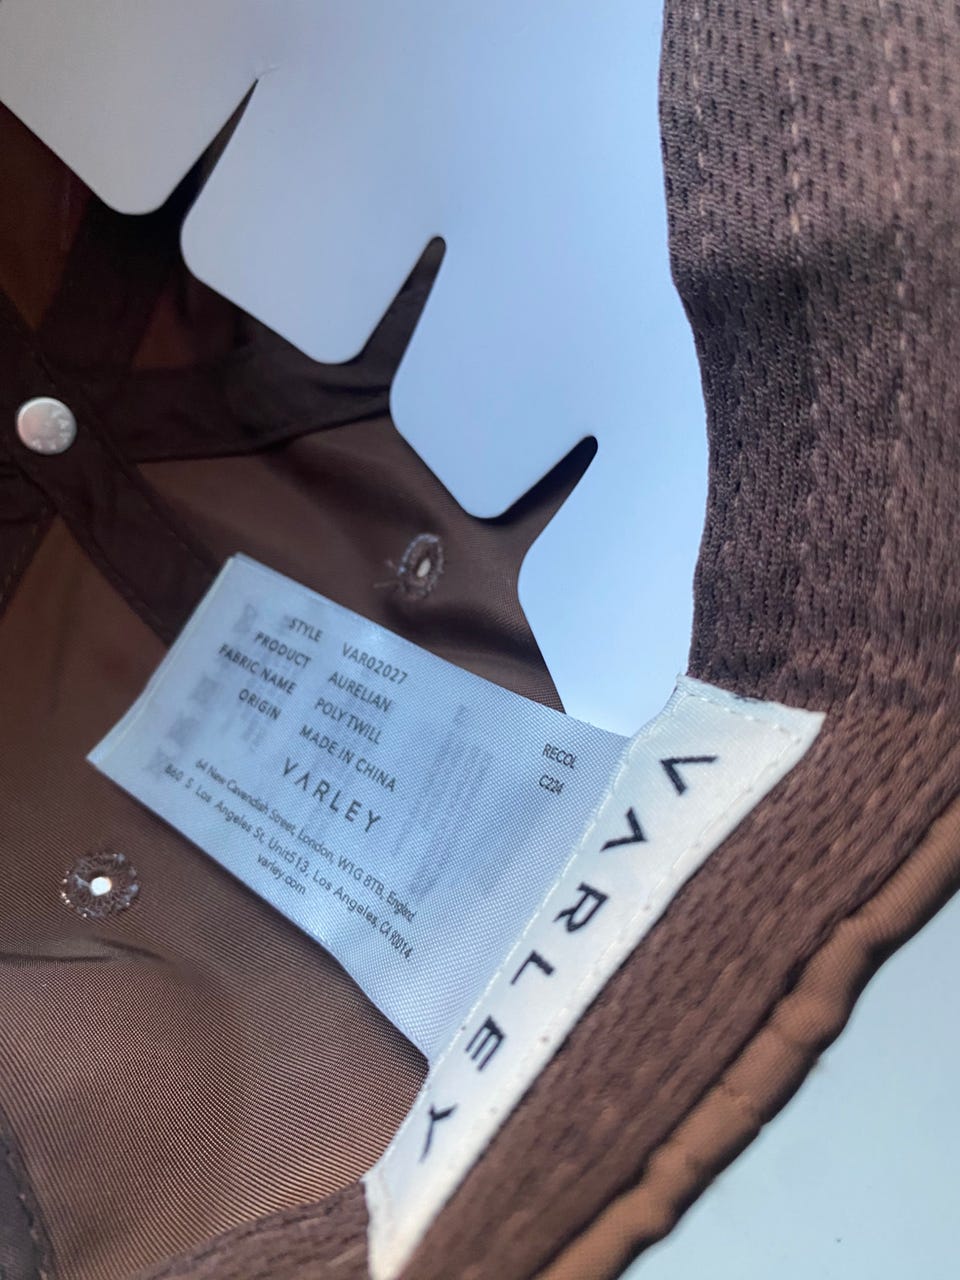 STYLE VAR02027
PRODUCT AURELIAN
FABRIC NAME POLY TWILL
ORIGIN MADE IN CHINA
VARLEY
64 New Cavendish Street, London, W1G 8TB, England
860 S Los Angeles St, Unit513, Los Angeles, CA 90014
varley.com
RECOL
C224
VARLEY